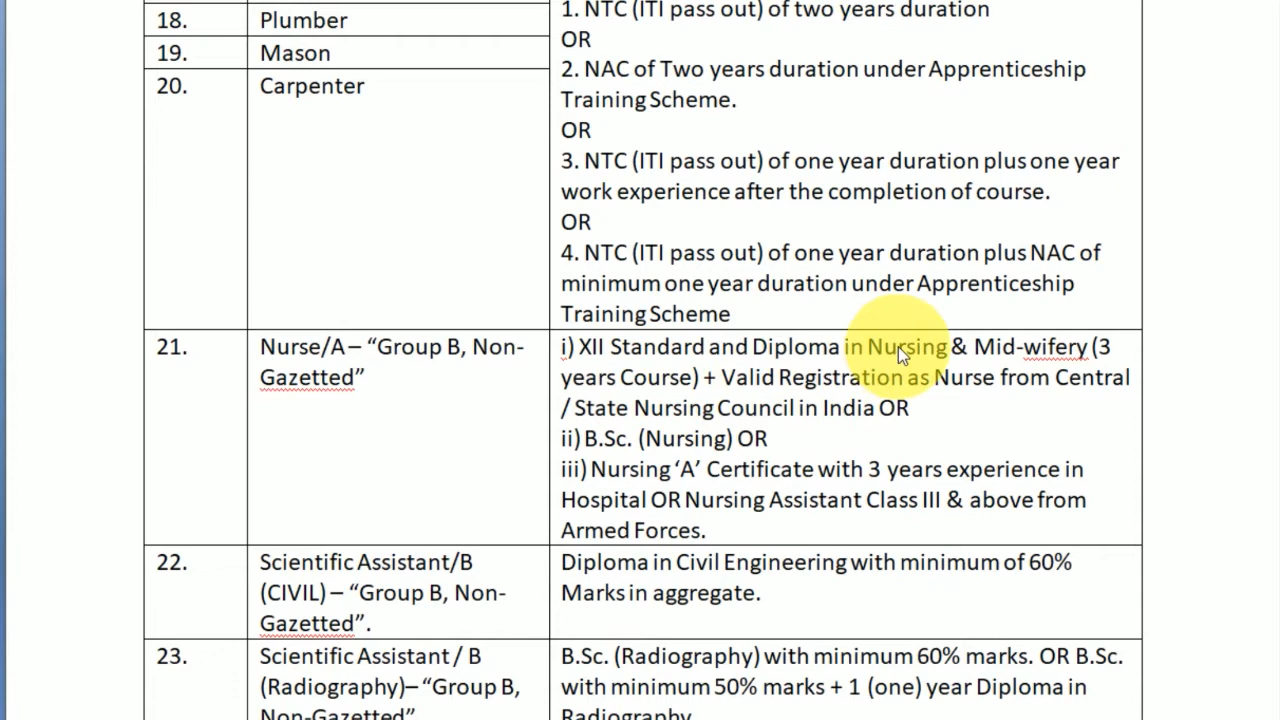 18.
Plumber
19.
Mason
20.
Carpenter
1. NTC (ITI pass out) of two years duration
OR
2. NAC of Two years duration under Apprenticeship
Training Scheme.
OR
3. NTC (ITI pass out) of one year duration plus one year
work experience after the completion of course.
OR
4. NTC (ITI pass out) of one year duration plus NAC of
minimum one year duration under Apprenticeship
Training Scheme
21.
Nurse/A – “Group B, Non-
Gazetted”
i) XII Standard and Diploma in Nursing & Mid-wifery (3
years Course) + Valid Registration as Nurse from Central
/ State Nursing Council in India OR
ii) B.Sc. (Nursing) OR
iii) Nursing ‘A’ Certificate with 3 years experience in
Hospital OR Nursing Assistant Class III & above from
Armed Forces.
22.
Scientific Assistant/B
(CIVIL) – “Group B, Non-
Gazetted”.
Diploma in Civil Engineering with minimum of 60%
Marks in aggregate.
23.
Scientific Assistant / B
(Radiography)– “Group B,
Non-Gazetted”
B.Sc. (Radiography) with minimum 60% marks. OR B.Sc.
with minimum 50% marks + 1 (one) year Diploma in
Radiography